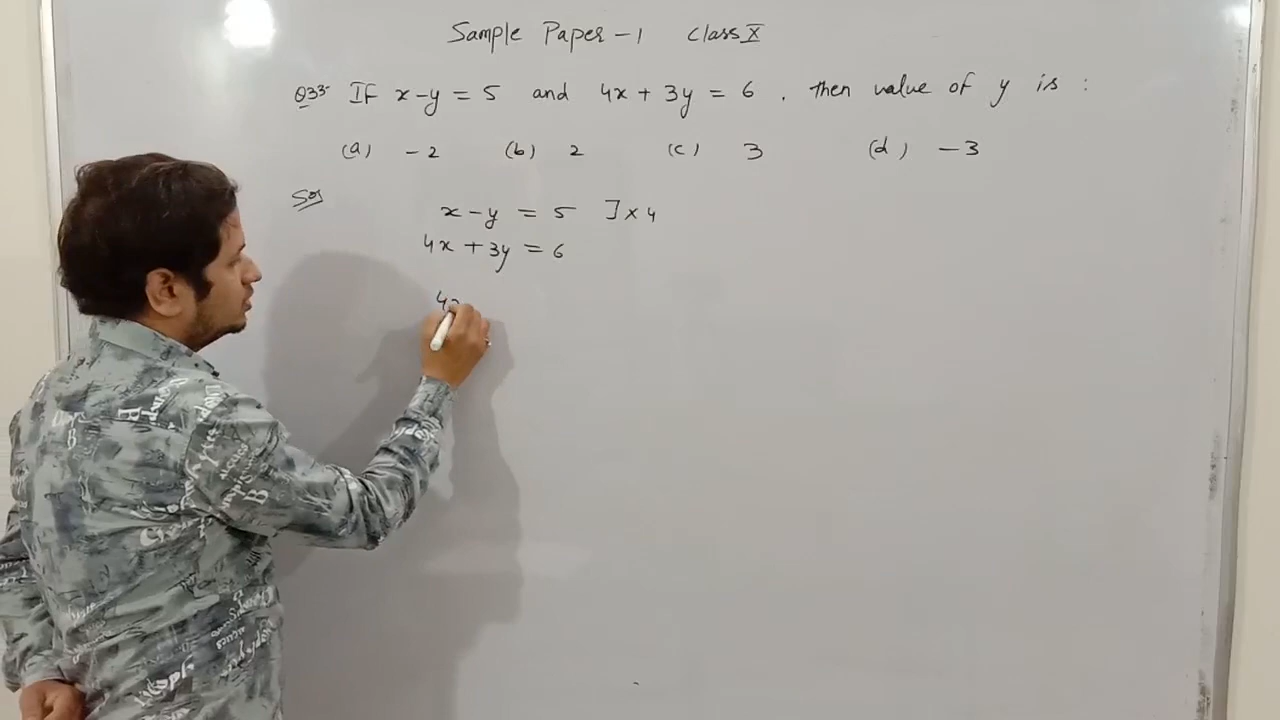 Sample Paper - 1 Class X
Q33- If x - y = 5 and 4x + 3y = 6 , then value of y is :
(a) - 2 (b) 2 (c) 3 (d) - 3
Sol
x - y = 5 ] x 4
4x + 3y = 6
4x